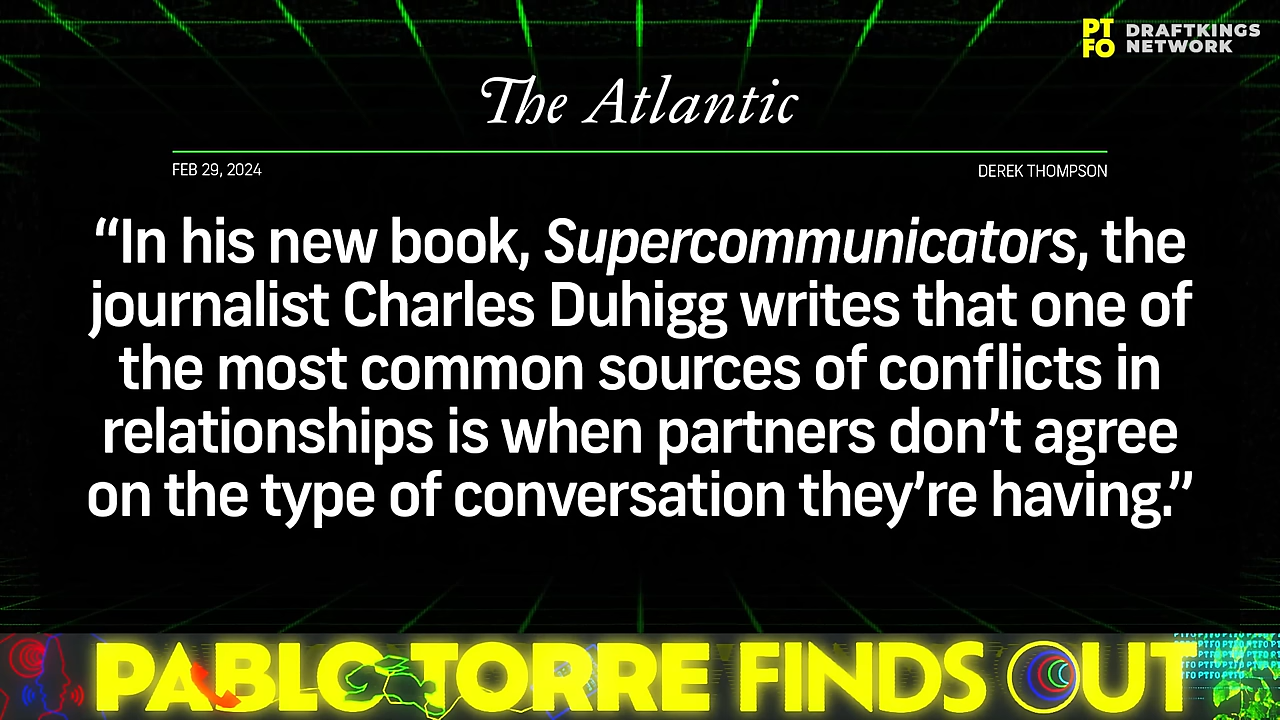 PT
FO
DRAFTKINGS
NETWORK
The Atlantic
FEB 29, 2024
DEREK THOMPSON
“In his new book, Supercommunicators, the
journalist Charles Duhigg writes that one of
the most common sources of conflicts in
relationships is when partners don’t agree
on the type of conversation they’re having.”
PABLO TORRE FINDS OUT